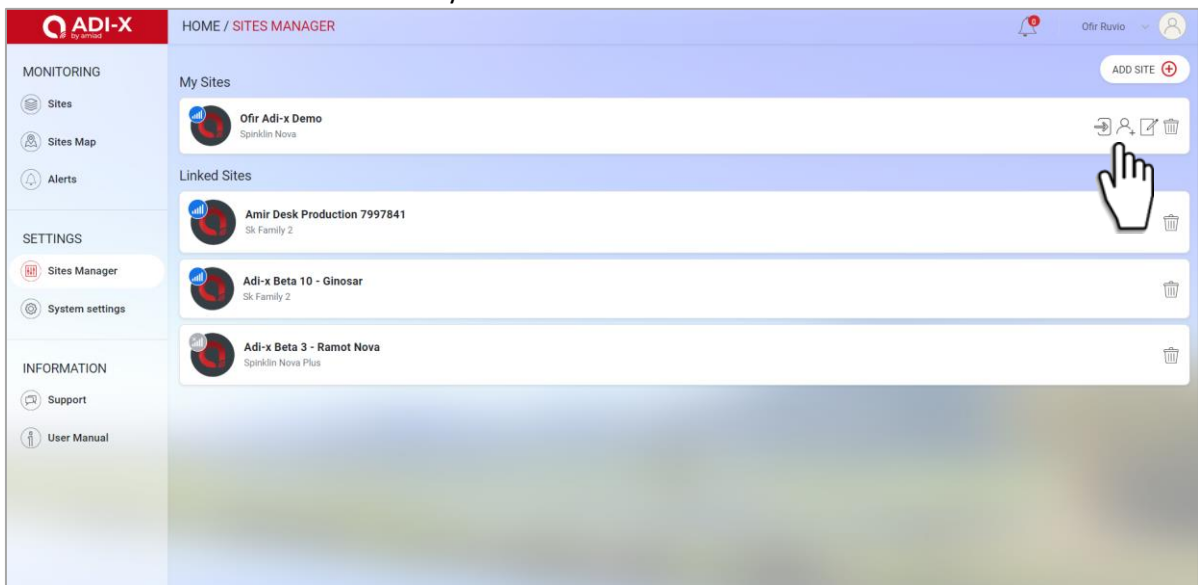 ADI-X
by amiad
HOME / SITES MANAGER
0
Ofir Ruvio
MONITORING
Sites
Sites Map
Alerts
SETTINGS
Sites Manager
System settings
INFORMATION
Support
User Manual
ADD SITE
My Sites
Ofir Adi-x Demo
Spinklin Nova
Linked Sites
Amir Desk Production 7997841
Sk Family 2
Adi-x Beta 10 - Ginosar
Sk Family 2
Adi-x Beta 3 - Ramot Nova
Spinklin Nova Plus